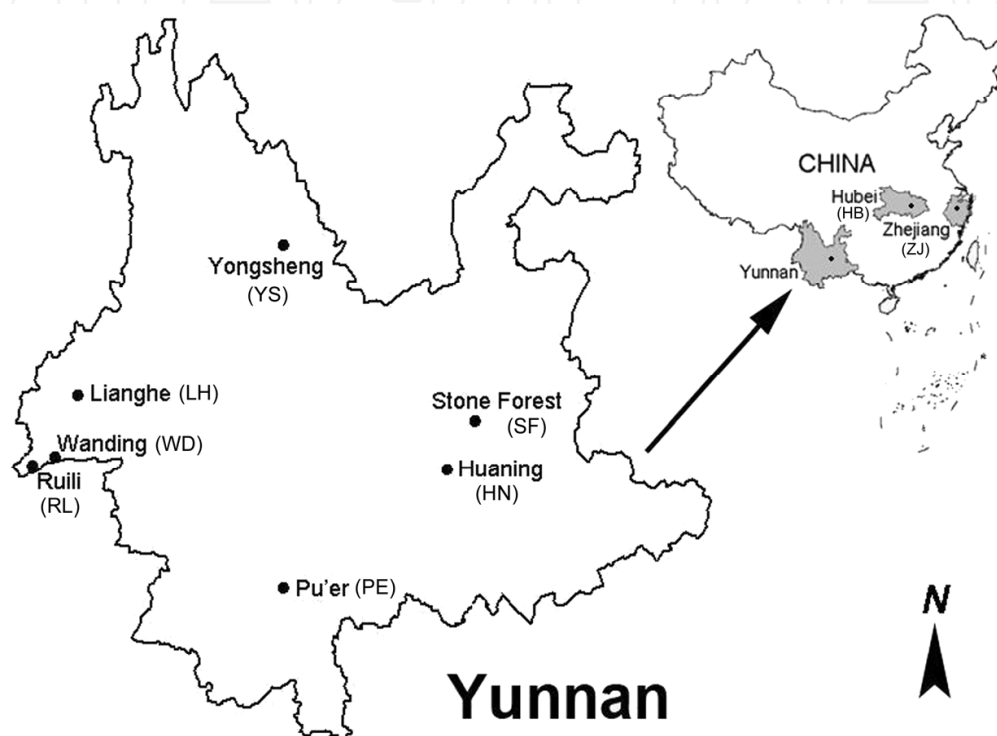 CHINA
Hubei
(HB)
Zhejiang
(ZJ)
Yunnan
Yongsheng
(YS)
Lianghe (LH)
Stone Forest
(SF)
Wanding (WD)
Huaning
(HN)
Ruili
(RL)
Pu'er (PE)
N
Yunnan